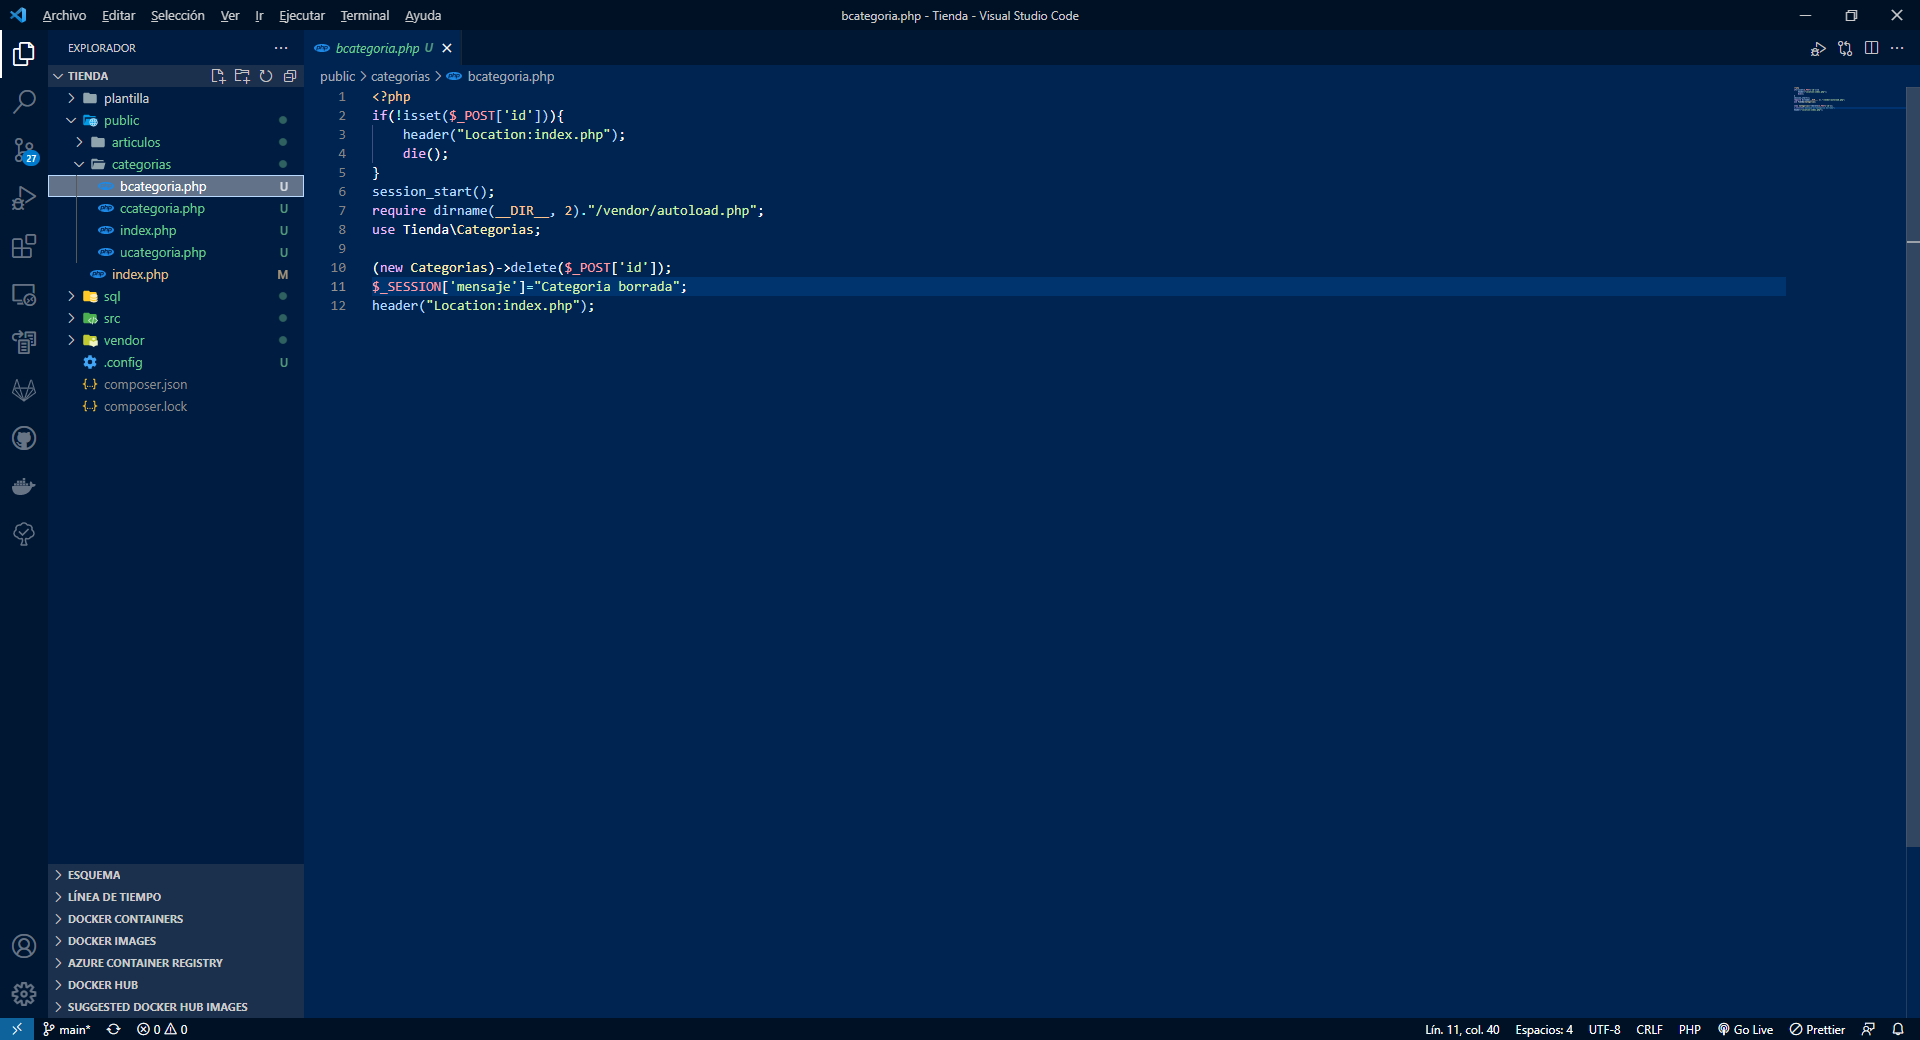 Archivo Editar Selección Ver Ir Ejecutar Terminal Ayuda
bcategoria.php - Tienda - Visual Studio Code
EXPLORADOR
TIENDA
plantilla
public
articulos
categorias
bcategoria.php U
ccategoria.php U
index.php U
ucategoria.php U
index.php M
sql
src
vendor
.config U
composer.json
composer.lock
27
ESQUEMA
LÍNEA DE TIEMPO
DOCKER CONTAINERS
DOCKER IMAGES
AZURE CONTAINER REGISTRY
DOCKER HUB
SUGGESTED DOCKER HUB IMAGES
bcategoria.php U
public > categorias > bcategoria.php
1 <?php
2 if(!isset($_POST['id'])){
3 header("Location:index.php");
4 die();
5 }
6 session_start();
7 require dirname(__DIR__, 2)."/vendor/autoload.php";
8 use Tienda\Categorias;
9
10 (new Categorias)->delete($_POST['id']);
11 $_SESSION['mensaje']="Categoria borrada";
12 header("Location:index.php");
main* 0 0
Lín. 11, col. 40 Espacios: 4 UTF-8 CRLF PHP Go Live Prettier